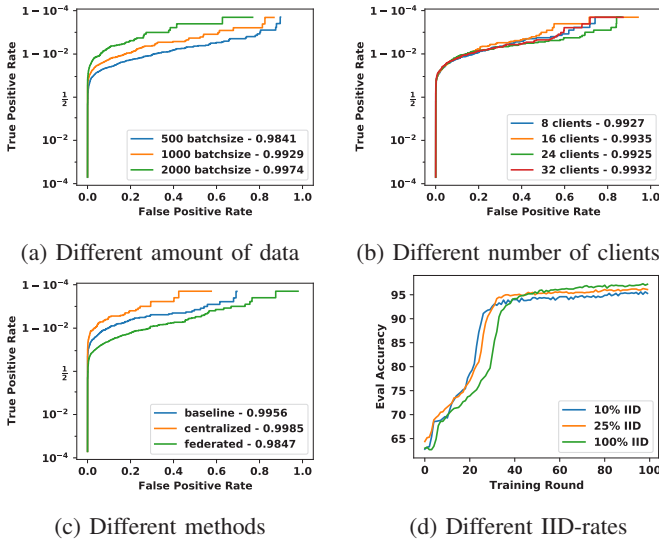 True Positive Rate
1 − 10⁻⁴
1 − 10⁻²
½
10⁻²
10⁻⁴
500 batchsize - 0.9841
1000 batchsize - 0.9929
2000 batchsize - 0.9974
0.0 0.2 0.4 0.6 0.8 1.0
False Positive Rate
(a) Different amount of data
True Positive Rate
1 − 10⁻⁴
1 − 10⁻²
½
10⁻²
10⁻⁴
8 clients - 0.9927
16 clients - 0.9935
24 clients - 0.9925
32 clients - 0.9932
0.0 0.2 0.4 0.6 0.8 1.0
False Positive Rate
(b) Different number of clients
True Positive Rate
1 − 10⁻⁴
1 − 10⁻²
½
10⁻²
10⁻⁴
baseline - 0.9956
centralized - 0.9985
federated - 0.9847
0.0 0.2 0.4 0.6 0.8 1.0
False Positive Rate
(c) Different methods
Eval Accuracy
95
90
85
80
75
70
65
10% IID
25% IID
100% IID
0 20 40 60 80 100
Training Round
(d) Different IID-rates